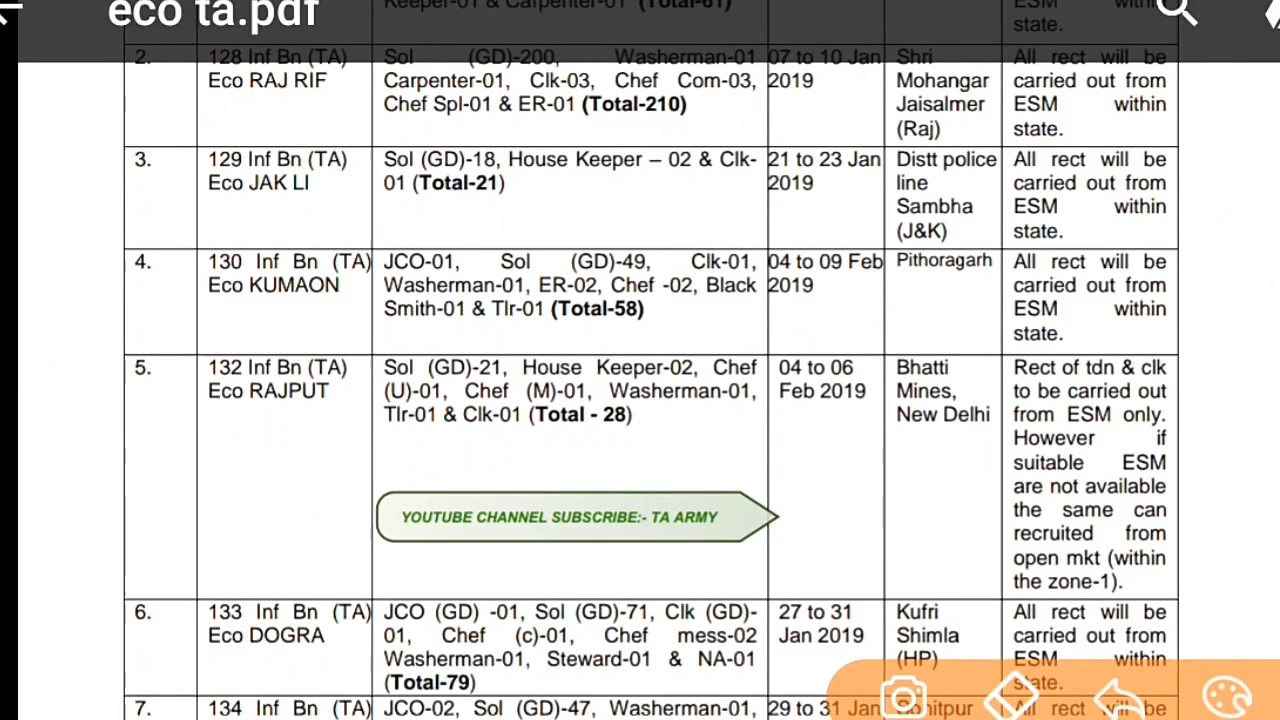 eco ta.pdf
Keeper-01 & Carpenter-01 (Total-61)
ESM within
state.
2.
128 Inf Bn (TA)
Eco RAJ RIF
Sol (GD)-200, Washerman-01
Carpenter-01, Clk-03, Chef Com-03,
Chef Spl-01 & ER-01 (Total-210)
07 to 10 Jan
2019
Shri
Mohangar
Jaisalmer
(Raj)
All rect will be
carried out from
ESM within
state.
3.
129 Inf Bn (TA)
Eco JAK LI
Sol (GD)-18, House Keeper – 02 & Clk-
01 (Total-21)
21 to 23 Jan
2019
Distt police
line
Sambha
(J&K)
All rect will be
carried out from
ESM within
state.
4.
130 Inf Bn (TA)
Eco KUMAON
JCO-01, Sol (GD)-49, Clk-01,
Washerman-01, ER-02, Chef -02, Black
Smith-01 & Tlr-01 (Total-58)
04 to 09 Feb
2019
Pithoragarh
All rect will be
carried out from
ESM within
state.
5.
132 Inf Bn (TA)
Eco RAJPUT
Sol (GD)-21, House Keeper-02, Chef
(U)-01, Chef (M)-01, Washerman-01,
Tlr-01 & Clk-01 (Total - 28)
04 to 06
Feb 2019
Bhatti
Mines,
New Delhi
Rect of tdn & clk
to be carried out
from ESM only.
However if
suitable ESM
are not available
the same can
recruited from
open mkt (within
the zone-1).
YOUTUBE CHANNEL SUBSCRIBE:- TA ARMY
6.
133 Inf Bn (TA)
Eco DOGRA
JCO (GD) -01, Sol (GD)-71, Clk (GD)-
01, Chef (c)-01, Chef mess-02
Washerman-01, Steward-01 & NA-01
(Total-79)
27 to 31
Jan 2019
Kufri
Shimla
(HP)
All rect will be
carried out from
ESM within
state.
7.
134 Inf Bn (TA)
JCO-02, Sol (GD)-47, Washerman-01,
29 to 31 Jan
All rect will be